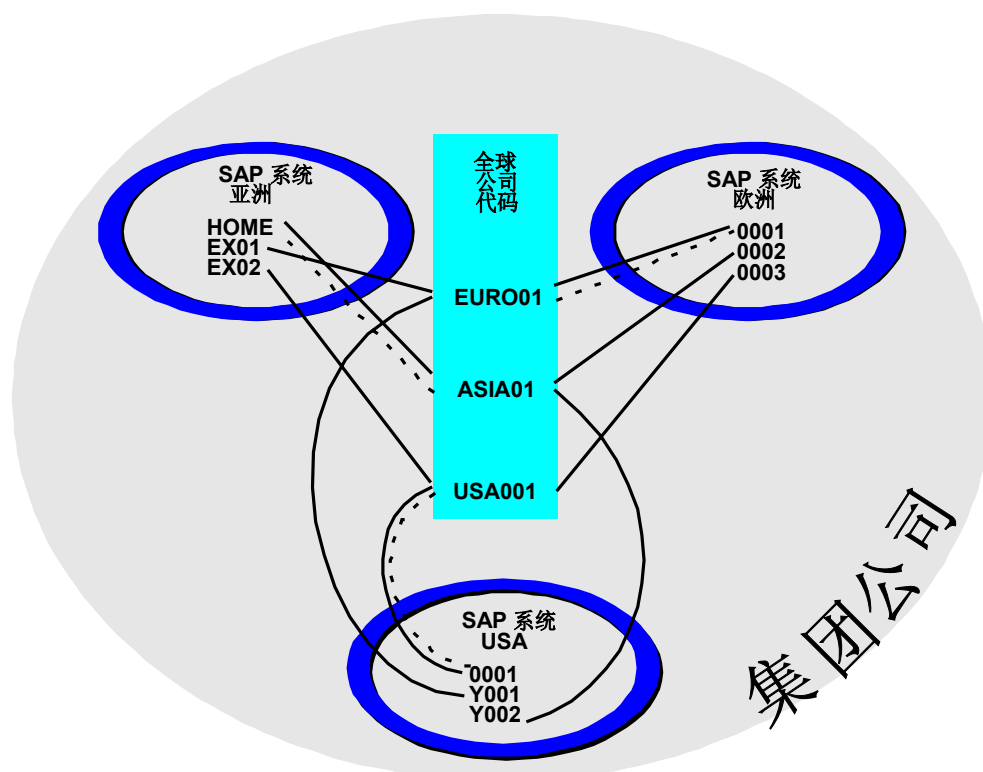 SAP 系统
亚洲
HOME
EX01
EX02
全球
公司
代码
EURO01
ASIA01
USA001
SAP 系统
欧洲
0001
0002
0003
SAP 系统
USA
0001
Y001
Y002
集团公司